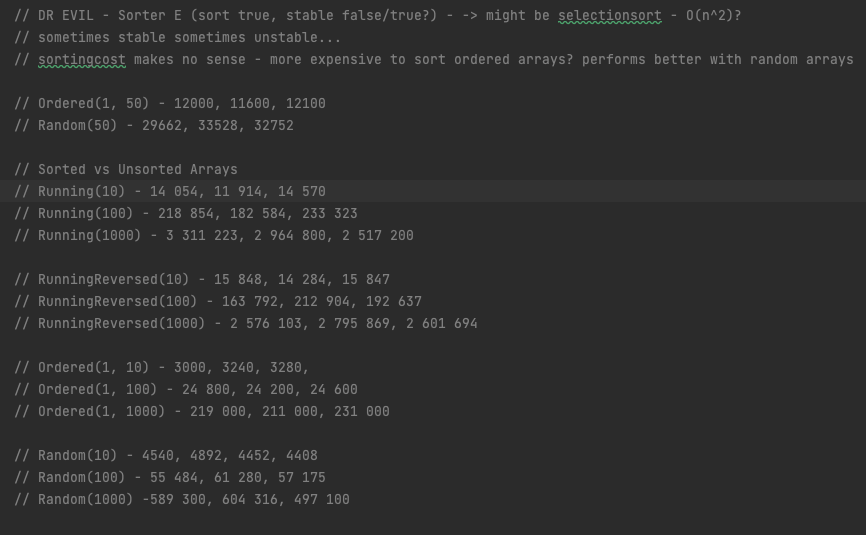 // DR EVIL - Sorter E (sort true, stable false/true?) - -> might be selectionsort - O(n^2)?
// sometimes stable sometimes unstable...
// sortingcost makes no sense - more expensive to sort ordered arrays? performs better with random arrays
// Ordered(1, 50) - 12000, 11600, 12100
// Random(50) - 29662, 33528, 32752
// Sorted vs Unsorted Arrays
// Running(10) - 14 054, 11 914, 14 570
// Running(100) - 218 854, 182 584, 233 323
// Running(1000) - 3 311 223, 2 964 800, 2 517 200
// RunningReversed(10) - 15 848, 14 284, 15 847
// RunningReversed(100) - 163 792, 212 904, 192 637
// RunningReversed(1000) - 2 576 103, 2 795 869, 2 601 694
// Ordered(1, 10) - 3000, 3240, 3280,
// Ordered(1, 100) - 24 800, 24 200, 24 600
// Ordered(1, 1000) - 219 000, 211 000, 231 000
// Random(10) - 4540, 4892, 4452, 4408
// Random(100) - 55 484, 61 280, 57 175
// Random(1000) -589 300, 604 316, 497 100